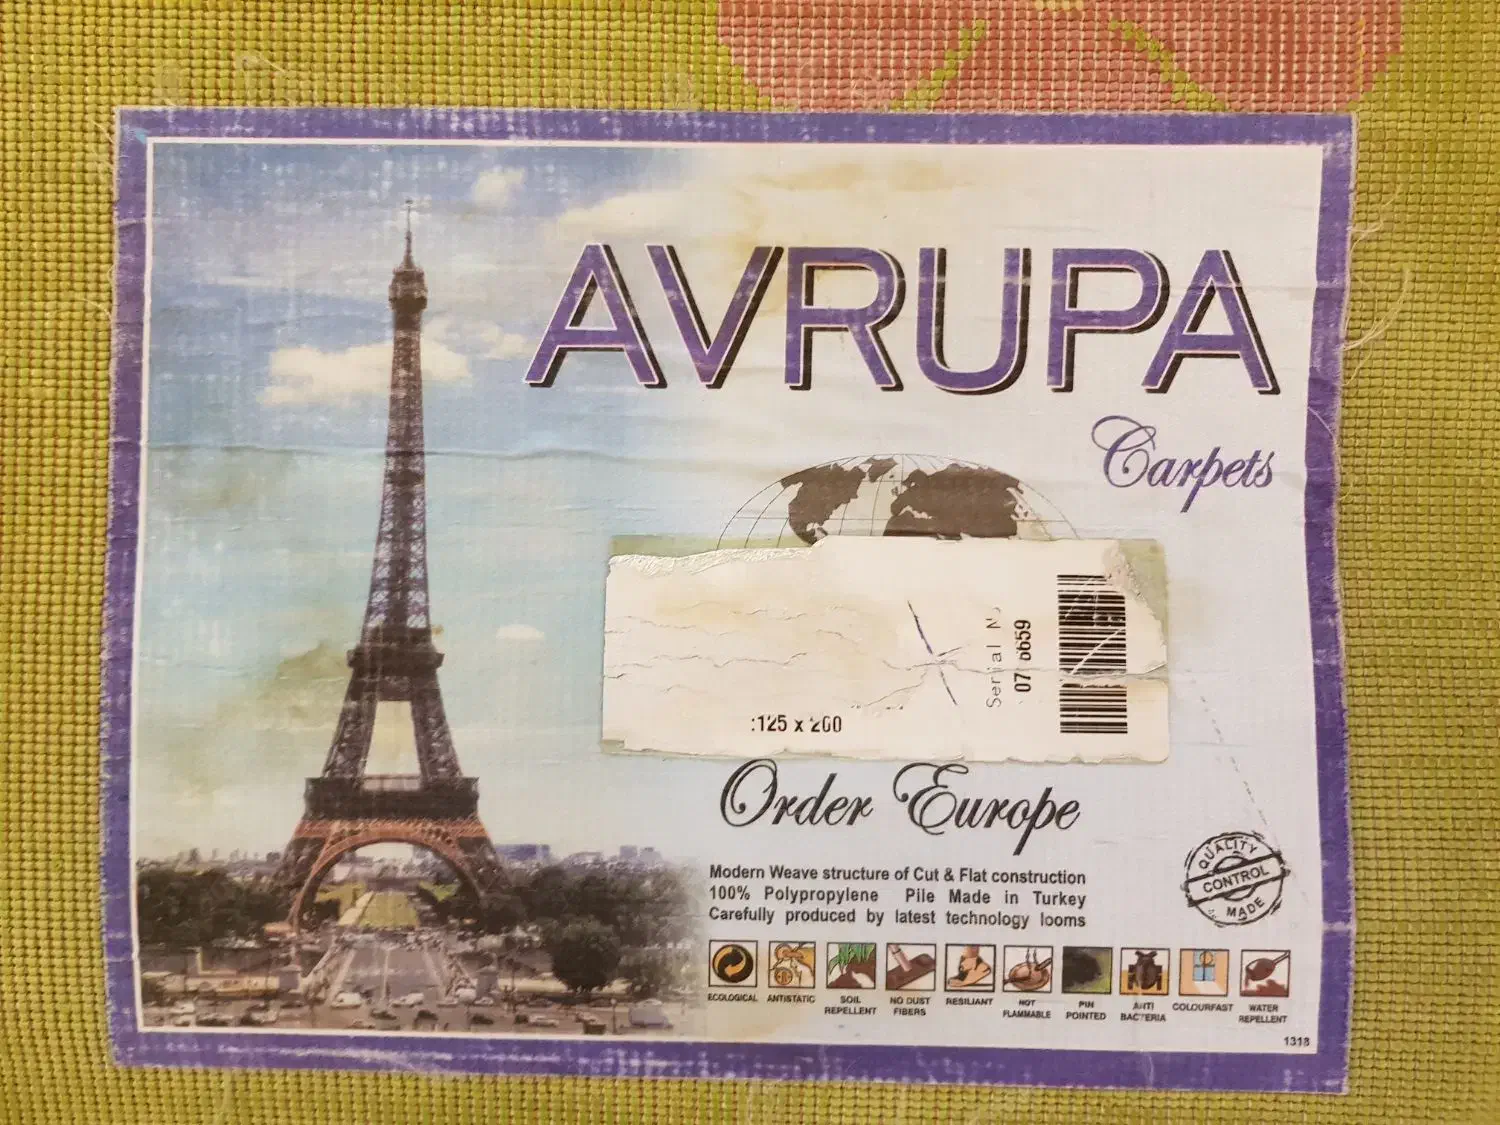 AVRUPA
Carpets
Serial N
07 6659
:125 x 200
Order Europe
Modern Weave structure of Cut & Flat construction
100% Polypropylene Pile Made in Turkey
Carefully produced by latest technology looms
QUALITY
CONTROL
MADE
ECOLOGICAL
ANTISTATIC
SOIL
REPELLENT
NO DUST
FIBERS
RESILIANT
NOT
FLAMMABLE
PIN
POINTED
ANTI
BACTERIA
COLOURFAST
WATER
REPELLENT
1318